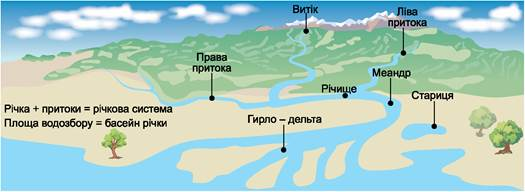 Витік
Ліва
притока
Права
притока
Меандр
Річище
Стариця
Річка + притоки = річкова система
Площа водозбору = басейн річки
Гирло – дельта